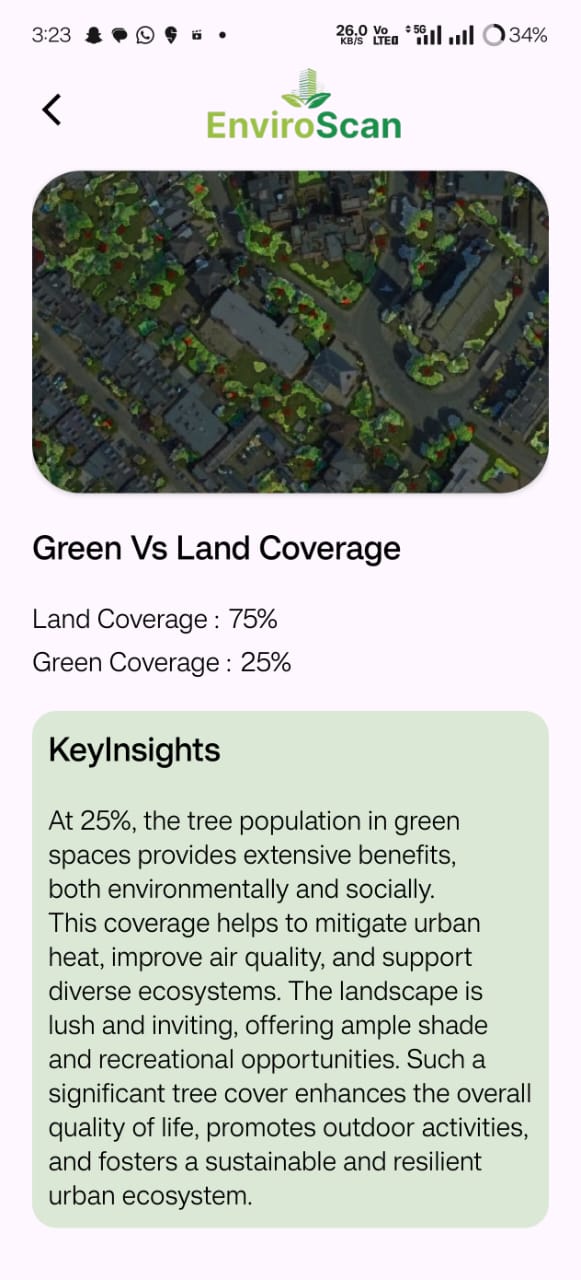 3:23
26.0 KB/S Vo LTE 5G 34%
EnviroScan
Green Vs Land Coverage
Land Coverage : 75%
Green Coverage : 25%
KeyInsights
At 25%, the tree population in green
spaces provides extensive benefits,
both environmentally and socially.
This coverage helps to mitigate urban
heat, improve air quality, and support
diverse ecosystems. The landscape is
lush and inviting, offering ample shade
and recreational opportunities. Such a
significant tree cover enhances the overall
quality of life, promotes outdoor activities,
and fosters a sustainable and resilient
urban ecosystem.